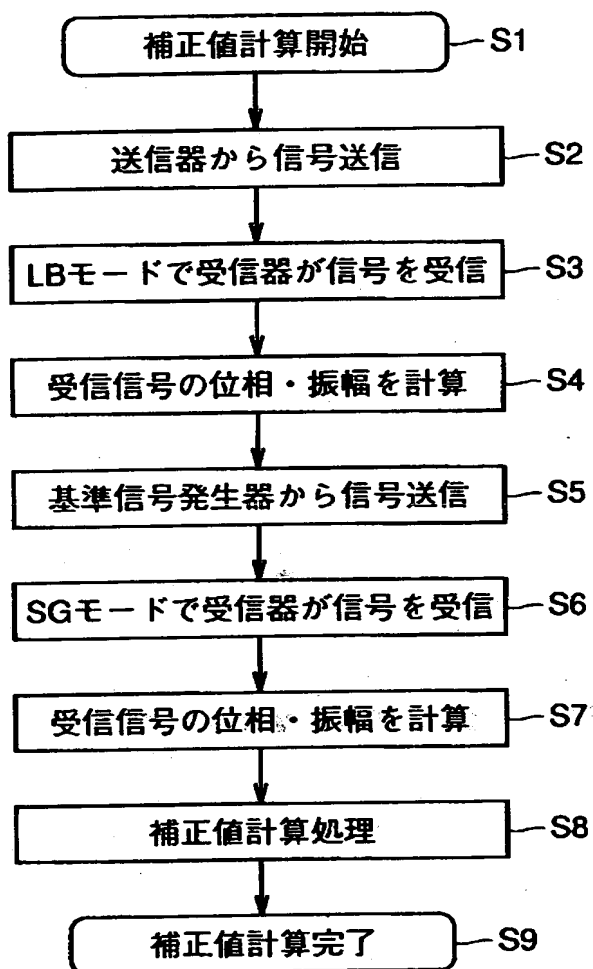 補正値計算開始 S1
送信器から信号送信 S2
LBモードで受信器が信号を受信 S3
受信信号の位相・振幅を計算 S4
基準信号発生器から信号送信 S5
SGモードで受信器が信号を受信 S6
受信信号の位相・振幅を計算 S7
補正値計算処理 S8
補正値計算完了 S9